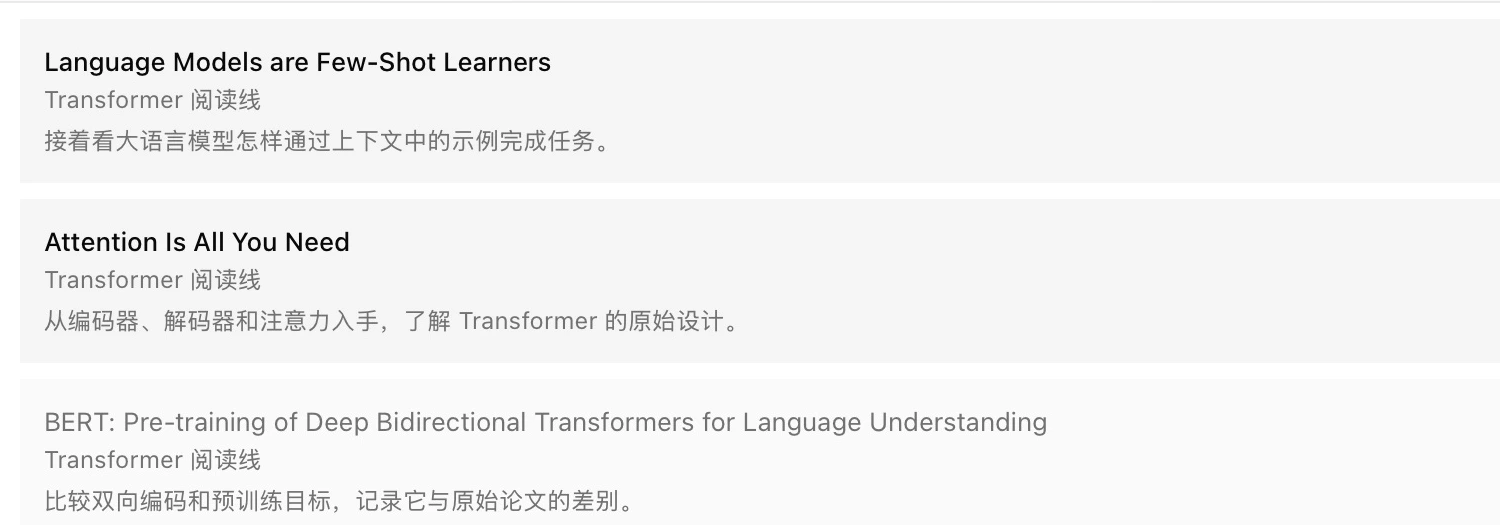 Language Models are Few-Shot Learners
Transformer 阅读线
接着看大语言模型怎样通过上下文中的示例完成任务。
Attention Is All You Need
Transformer 阅读线
从编码器、解码器和注意力入手，了解 Transformer 的原始设计。
BERT: Pre-training of Deep Bidirectional Transformers for Language Understanding
Transformer 阅读线
比较双向编码和预训练目标，记录它与原始论文的差别。